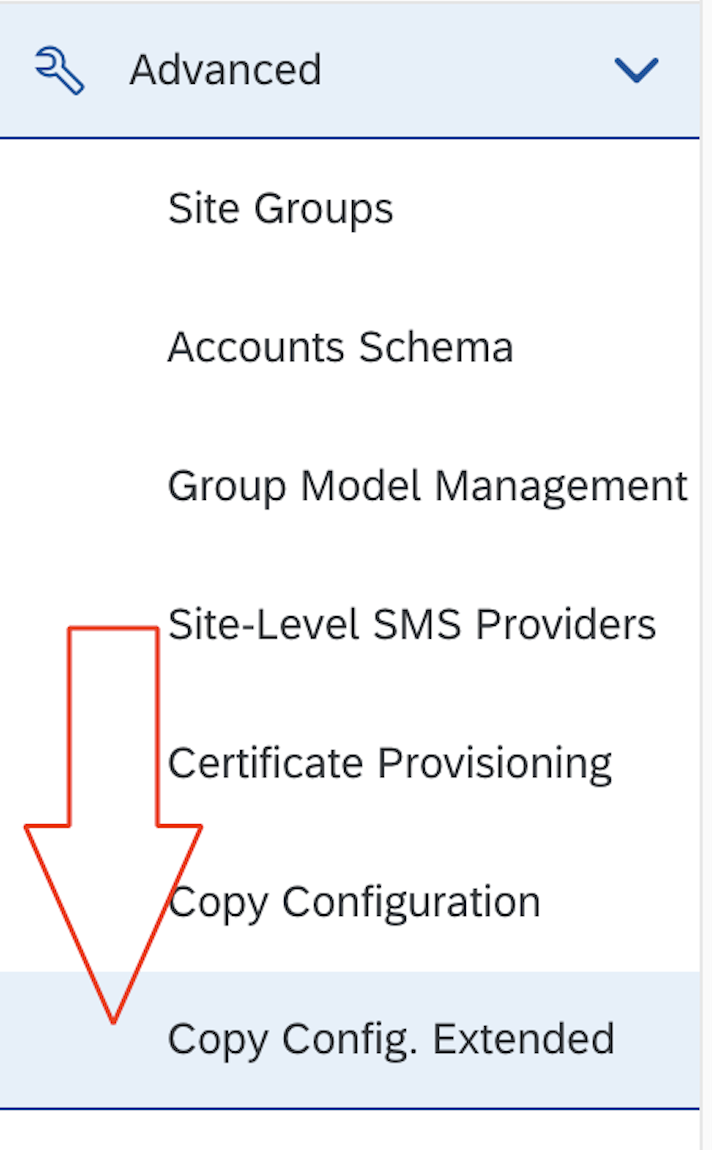 Advanced
Site Groups
Accounts Schema
Group Model Management
Site-Level SMS Providers
Certificate Provisioning
Copy Configuration
Copy Config. Extended